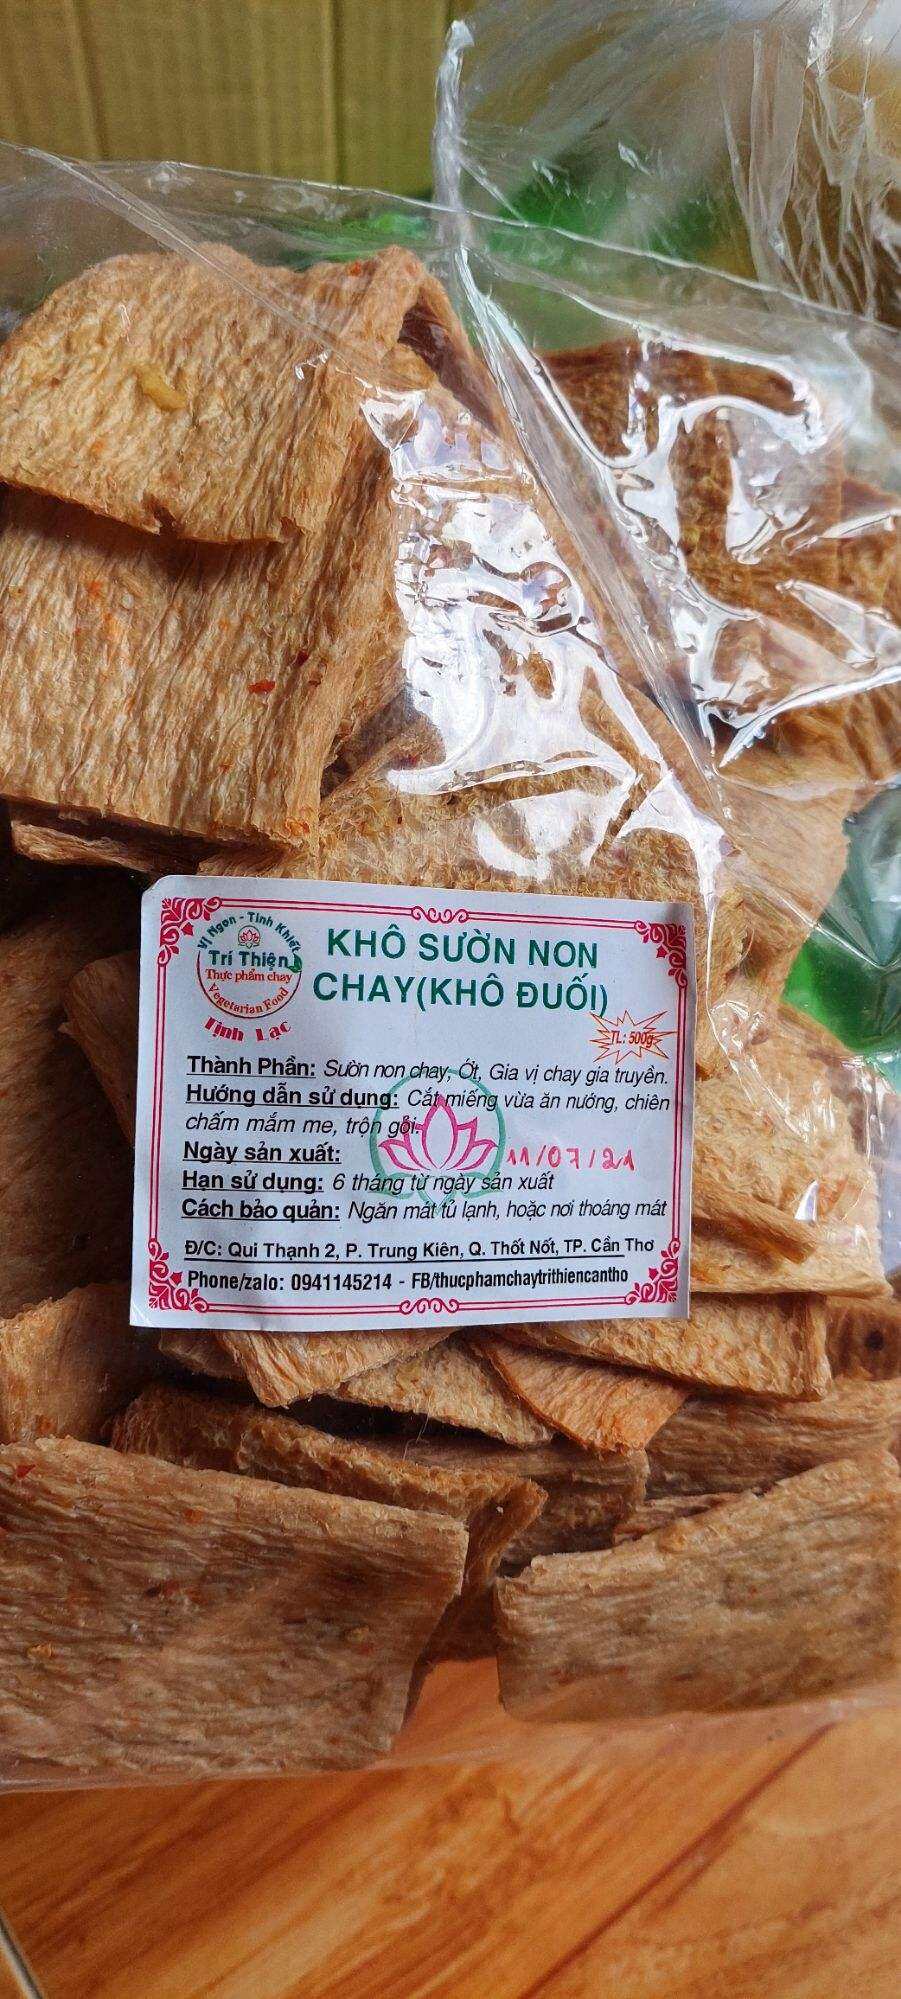 Vị Ngon - Tinh Khiết
Trí Thiện
Thực phẩm chay
Vegetarian Food
Tịnh Lạc
KHÔ SƯỜN NON
CHAY(KHÔ ĐUỐI)
TL: 500g
Thành Phần: Sườn non chay, Ớt, Gia vị chay gia truyền.
Hướng dẫn sử dụng: Cắt miếng vừa ăn nướng, chiên
chấm mắm me, trộn gỏi.
Ngày sản xuất: 11/07/21
Hạn sử dụng: 6 tháng từ ngày sản xuất
Cách bảo quản: Ngăn mát tủ lạnh, hoặc nơi thoáng mát
Đ/C: Qui Thạnh 2, P. Trung Kiên, Q. Thốt Nốt, TP. Cần Thơ
Phone/zalo: 0941145214 - FB/thucphamchaytrithiencantho